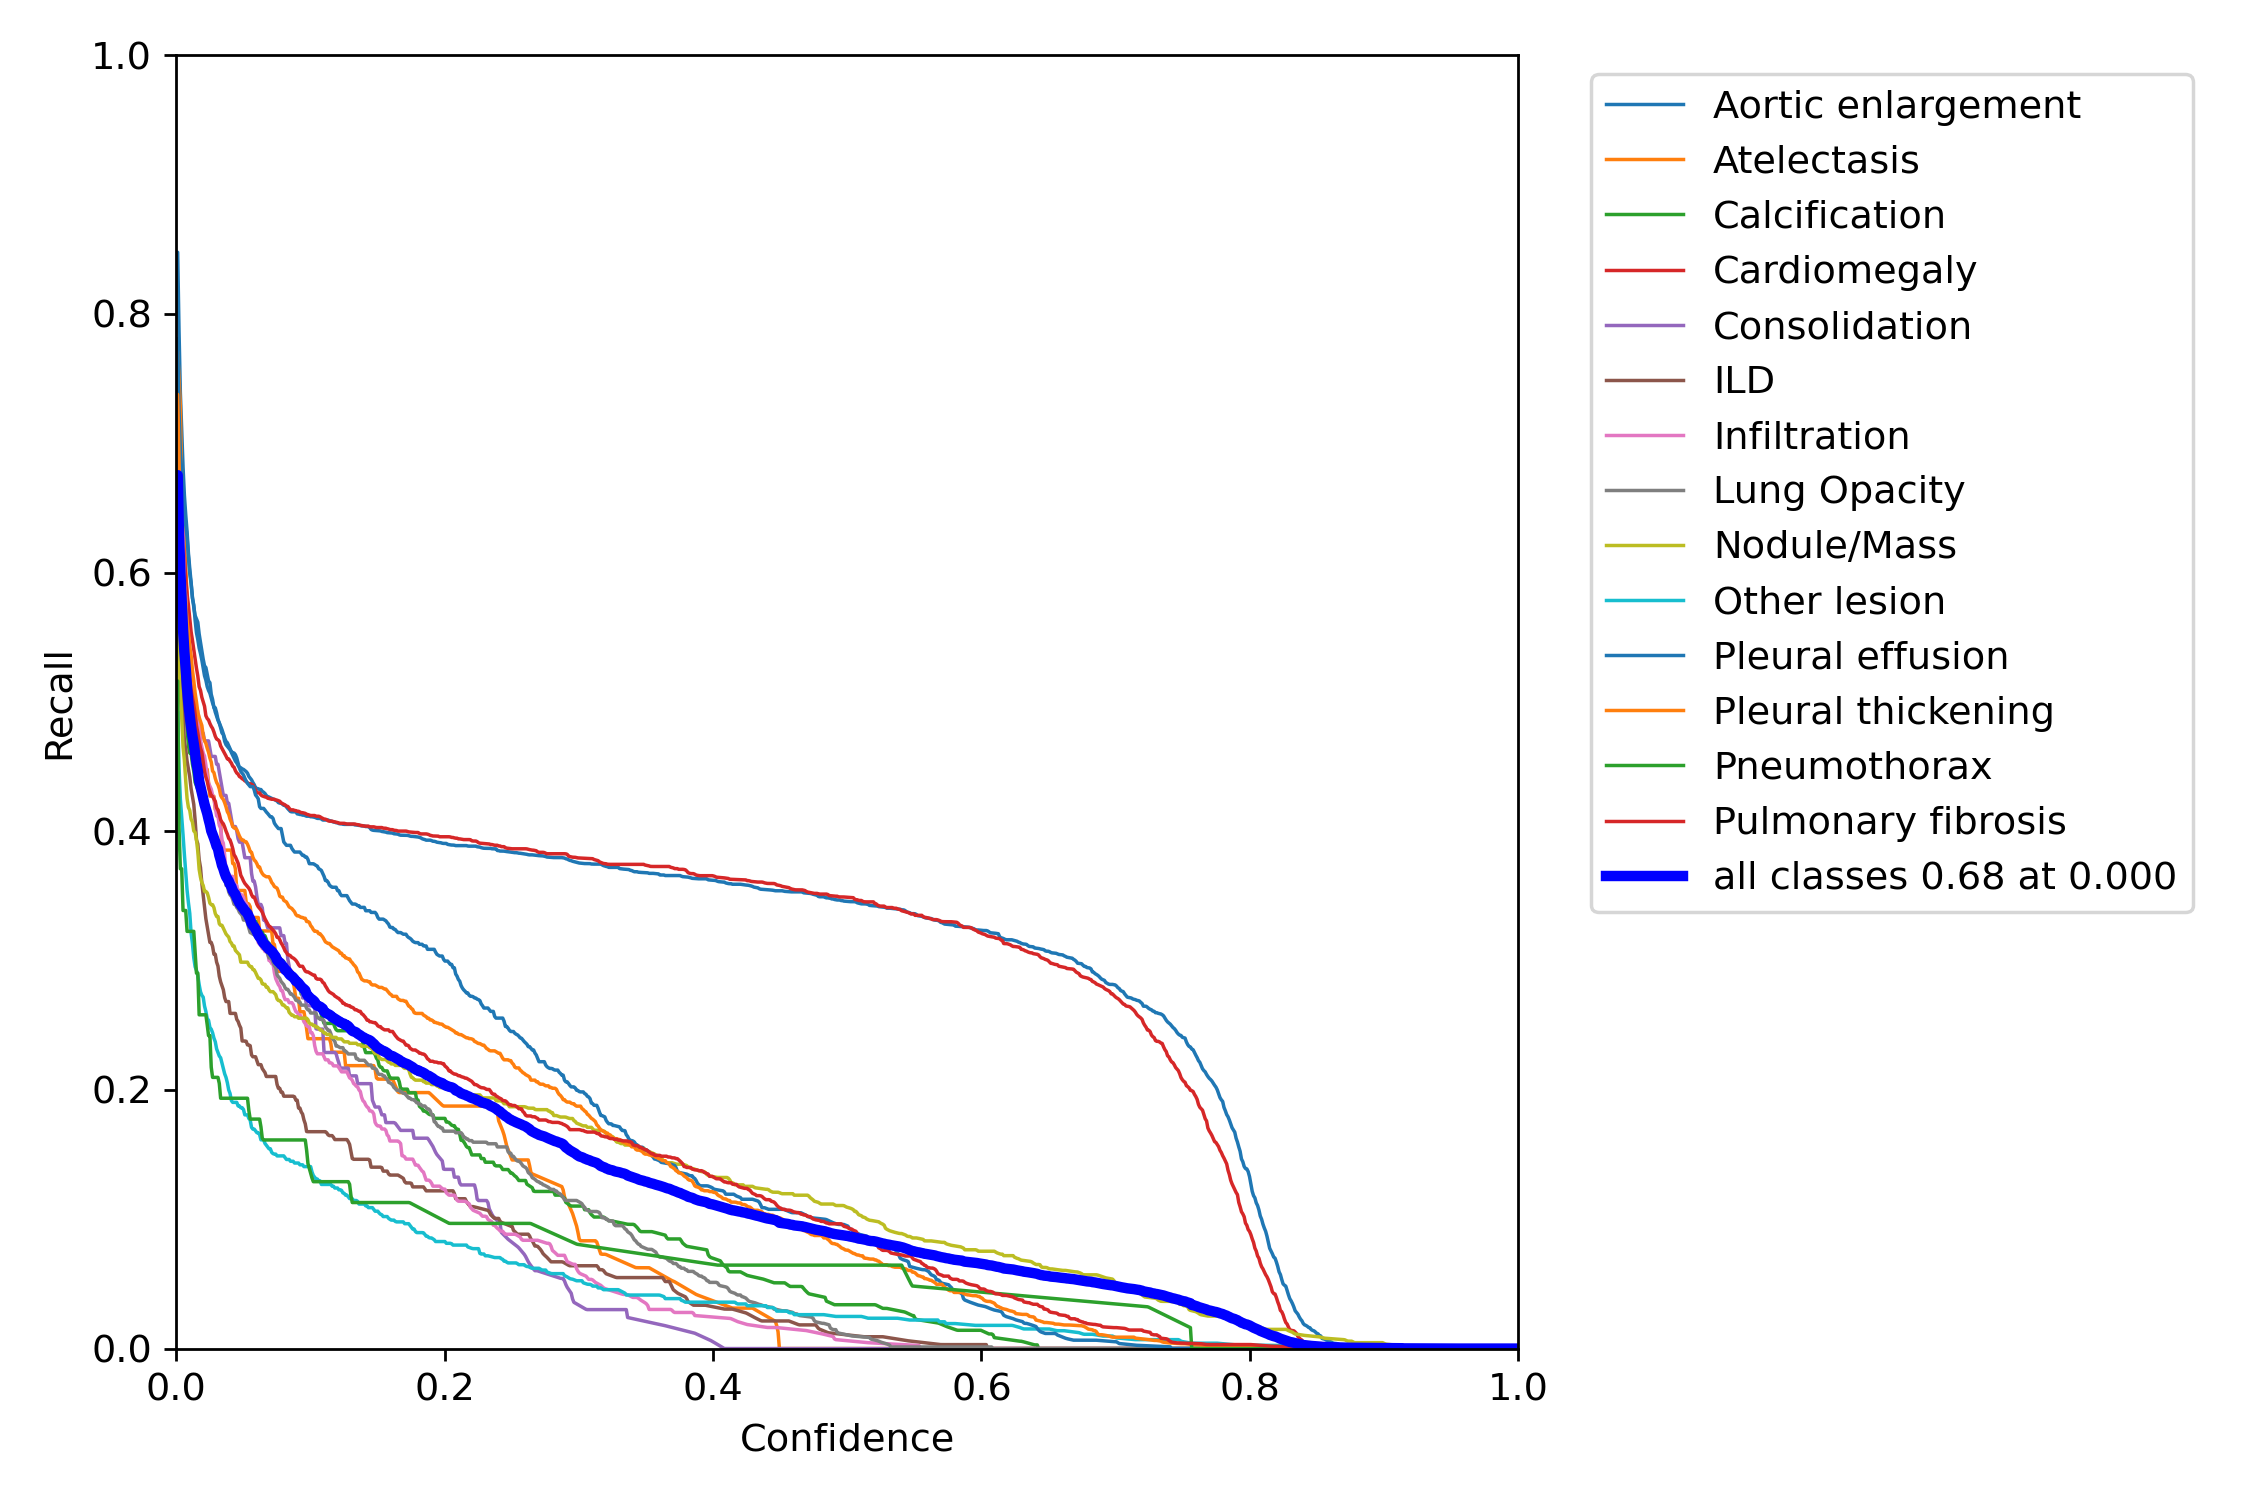 1.0
0.8
0.6
0.4
0.2
0.0
Recall
0.0 0.2 0.4 0.6 0.8 1.0
Confidence
Aortic enlargement
Atelectasis
Calcification
Cardiomegaly
Consolidation
ILD
Infiltration
Lung Opacity
Nodule/Mass
Other lesion
Pleural effusion
Pleural thickening
Pneumothorax
Pulmonary fibrosis
all classes 0.68 at 0.000